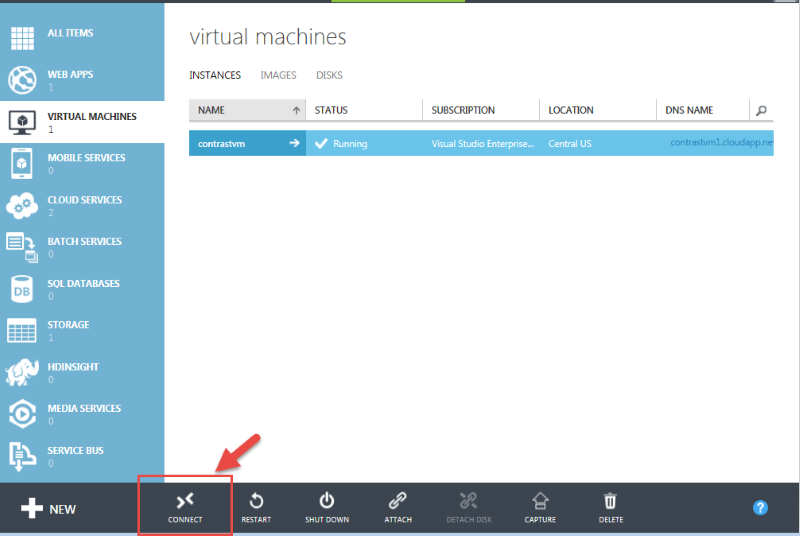 ALL ITEMS
WEB APPS
1
VIRTUAL MACHINES
1
MOBILE SERVICES
0
CLOUD SERVICES
2
BATCH SERVICES
0
DB
SQL DATABASES
0
STORAGE
1
HDINSIGHT
0
MEDIA SERVICES
0
SERVICE BUS
0
virtual machines
INSTANCES IMAGES DISKS
NAME STATUS SUBSCRIPTION LOCATION DNS NAME
contrastvm Running Visual Studio Enterprise... Central US contrastvm1.cloudapp.ne
NEW CONNECT RESTART SHUT DOWN ATTACH DETACH DISK CAPTURE DELETE ?